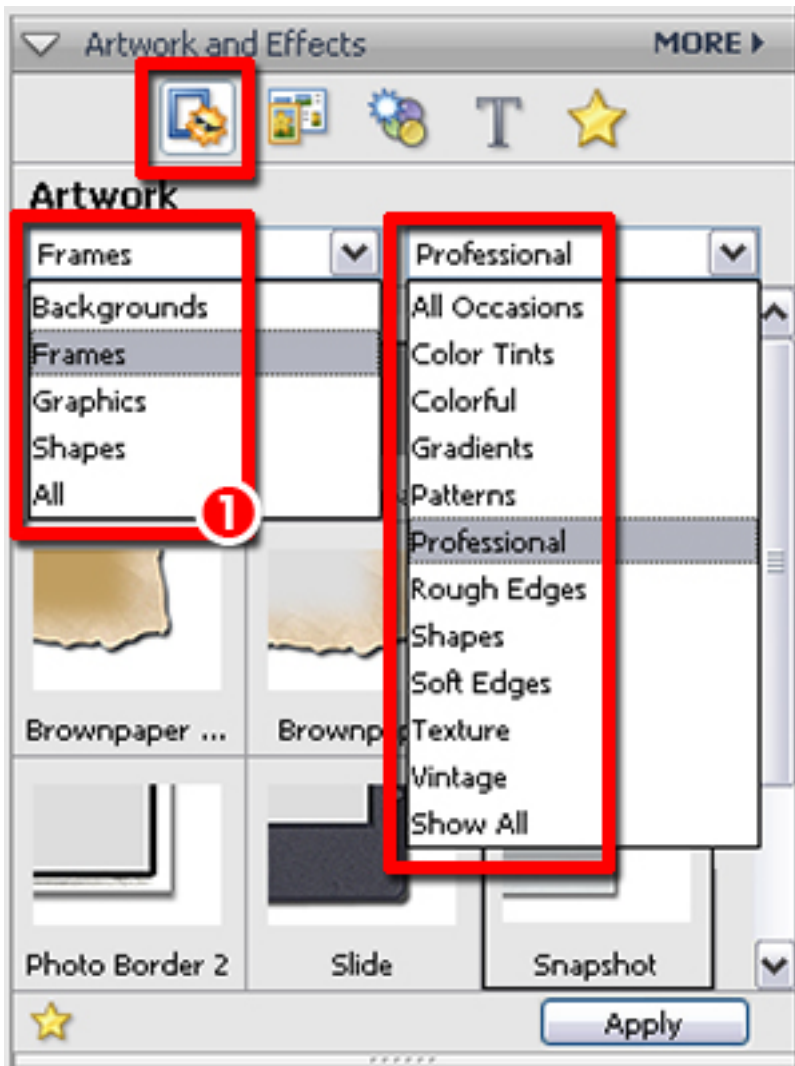 Artwork and Effects MORE
T
Artwork
Frames Professional
Backgrounds
Frames
Graphics
Shapes
All
1
All Occasions
Color Tints
Colorful
Gradients
Patterns
Professional
Rough Edges
Shapes
Soft Edges
Texture
Vintage
Show All
Brownpaper ...
Photo Border 2 Slide Snapshot
Apply